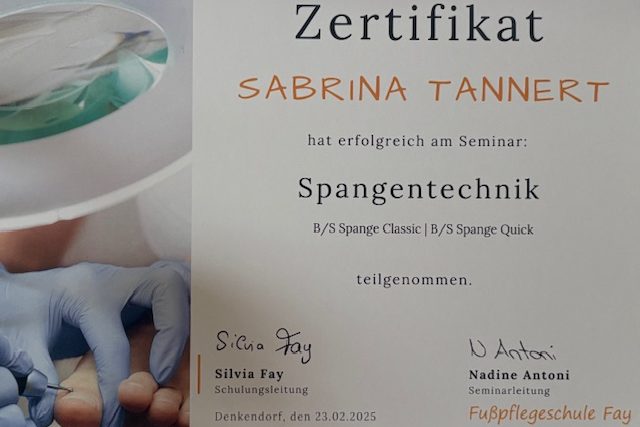 Zertifikat
SABRINA TANNERT
hat erfolgreich am Seminar:
Spangentechnik
B/S Spange Classic | B/S Spange Quick
teilgenommen.
Silvia Fay
N Antoni
Silvia Fay
Schulungsleitung
Nadine Antoni
Seminarleitung
Denkendorf, den 23.02.2025
Fußpflegeschule Fay